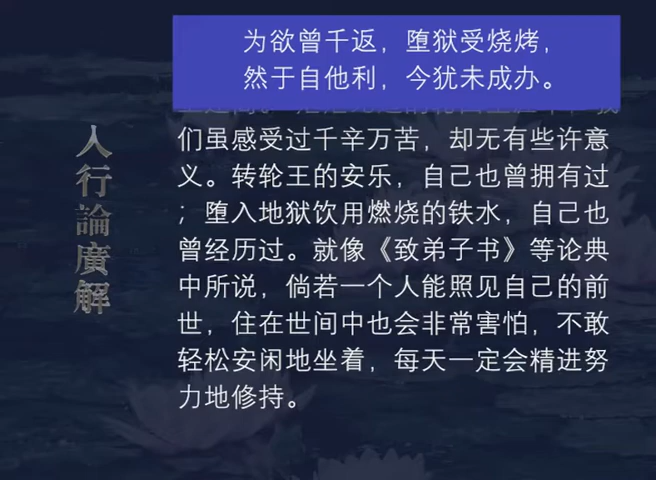 为欲曾千返，堕狱受烧烤，
然于自他利，今犹未成办。
们虽感受过千辛万苦，却无有些许意
义。转轮王的安乐，自己也曾拥有过
；堕入地狱饮用燃烧的铁水，自己也
曾经历过。就像《致弟子书》等论典
中所说，倘若一个人能照见自己的前
世，住在世间中也会非常害怕，不敢
轻松安闲地坐着，每天一定会精进努
力地修持。
入行論廣解